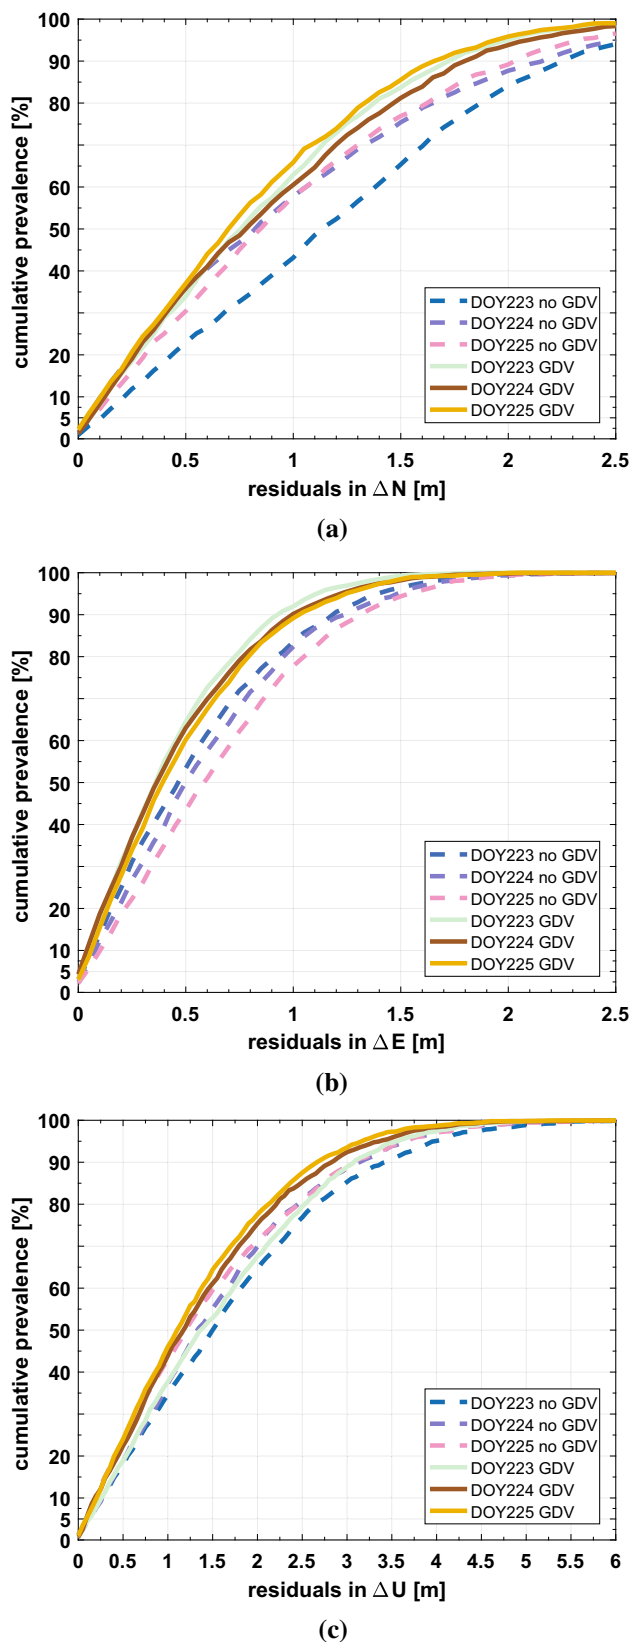 100
90
80
60
50
40
20
10
5
0
cumulative prevalence [%]
DOY223 no GDV
DOY224 no GDV
DOY225 no GDV
DOY223 GDV
DOY224 GDV
DOY225 GDV
0 0.5 1 1.5 2 2.5
residuals in ΔN [m]
(a)
100
90
80
60
50
40
20
10
5
0
cumulative prevalence [%]
DOY223 no GDV
DOY224 no GDV
DOY225 no GDV
DOY223 GDV
DOY224 GDV
DOY225 GDV
0 0.5 1 1.5 2 2.5
residuals in ΔE [m]
(b)
100
90
80
60
50
40
20
10
5
0
cumulative prevalence [%]
DOY223 no GDV
DOY224 no GDV
DOY225 no GDV
DOY223 GDV
DOY224 GDV
DOY225 GDV
0 0.5 1 1.5 2 2.5 3 3.5 4 4.5 5 5.5 6
residuals in ΔU [m]
(c)